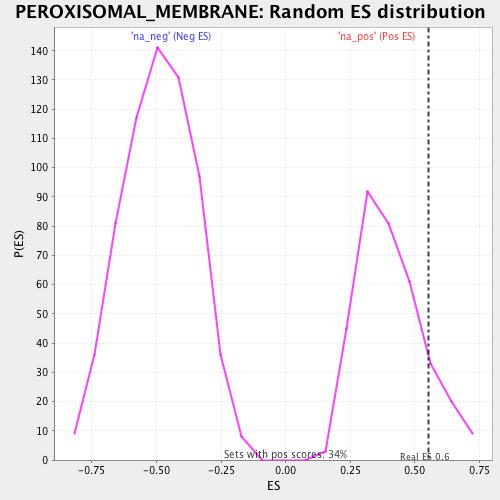 PEROXISOMAL_MEMBRANE: Random ES distribution
'na_neg' (Neg ES) 'na_pos' (Pos ES)
140
130
120
110
100
90
80
70
60
50
40
30
20
10
0
P(ES)
Sets with pos scores: 34%
Real ES 0.6
-0.75 -0.50 -0.25 0.00 0.25 0.50 0.75
ES